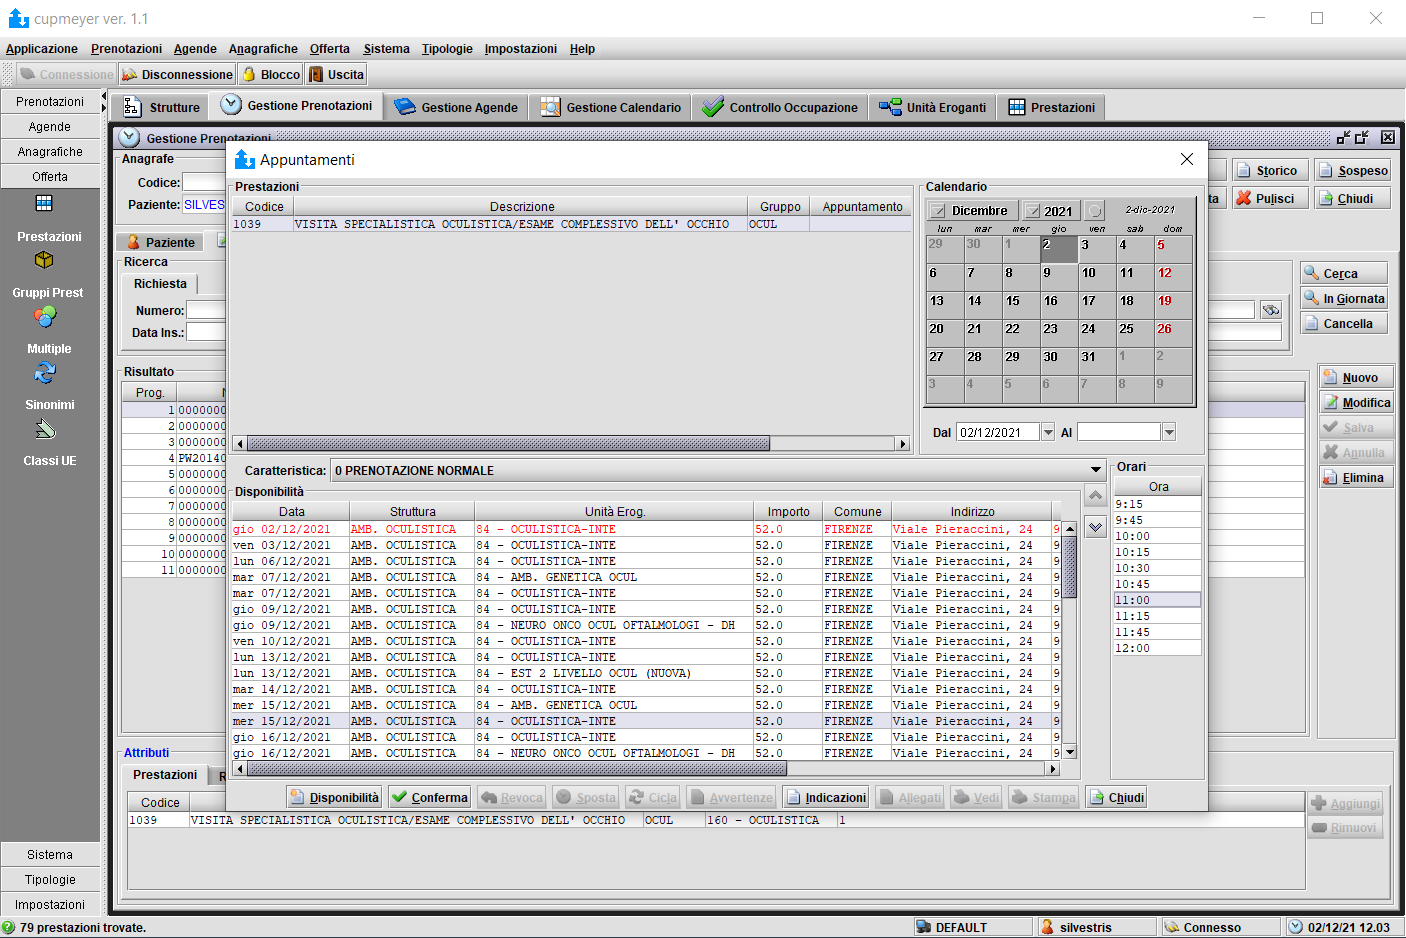 cupmeyer ver. 1.1
Applicazione Prenotazioni Agende Anagrafiche Offerta Sistema Tipologie Impostazioni Help
Connessione Disconnessione Blocco Uscita
Prenotazioni
Agende
Anagrafiche
Offerta
Prestazioni
Gruppi Prest
Multiple
Sinonimi
Classi UE
Sistema
Tipologie
Impostazioni
Strutture Gestione Prenotazioni Gestione Agende Gestione Calendario Controllo Occupazione Unità Eroganti Prestazioni
Gestione Prenotazioni
Anagrafe
Codice:
Paziente: SILVES
Storico Sospeso
ta Pulisci Chiudi
Paziente
Ricerca
Richiesta
Numero:
Data Ins.:
Cerca
In Giornata
Cancella
Risultato
Prog.
1 0000000
2 0000000
3 0000000
4 PW20140
5 0000000
6 0000000
7 0000000
8 0000000
9 0000000
10 0000000
11 0000000
Nuovo
Modifica
Salva
Annulla
Elimina
Appuntamenti
Prestazioni
Codice Descrizione Gruppo Appuntamento
1039 VISITA SPECIALISTICA OCULISTICA/ESAME COMPLESSIVO DELL' OCCHIO OCUL
Calendario
Dicembre 2021 2-dic-2021
lun mar mer gio ven sab dom
29 30 1 2 3 4 5
6 7 8 9 10 11 12
13 14 15 16 17 18 19
20 21 22 23 24 25 26
27 28 29 30 31 1 2
3 4 5 6 7 8 9
Dal 02/12/2021 Al
Caratteristica: 0 PRENOTAZIONE NORMALE
Disponibilità
Data Struttura Unità Erog. Importo Comune Indirizzo
gio 02/12/2021 AMB. OCULISTICA 84 - OCULISTICA-INTE 52.0 FIRENZE Viale Pieraccini, 24 9
ven 03/12/2021 AMB. OCULISTICA 84 - OCULISTICA-INTE 52.0 FIRENZE Viale Pieraccini, 24 9
lun 06/12/2021 AMB. OCULISTICA 84 - OCULISTICA-INTE 52.0 FIRENZE Viale Pieraccini, 24 9
mar 07/12/2021 AMB. OCULISTICA 84 - AMB. GENETICA OCUL 52.0 FIRENZE Viale Pieraccini, 24 9
mar 07/12/2021 AMB. OCULISTICA 84 - OCULISTICA-INTE 52.0 FIRENZE Viale Pieraccini, 24 9
gio 09/12/2021 AMB. OCULISTICA 84 - OCULISTICA-INTE 52.0 FIRENZE Viale Pieraccini, 24 9
gio 09/12/2021 AMB. OCULISTICA 84 - NEURO ONCO OCUL OFTALMOLOGI - DH 52.0 FIRENZE Viale Pieraccini, 24 9
ven 10/12/2021 AMB. OCULISTICA 84 - OCULISTICA-INTE 52.0 FIRENZE Viale Pieraccini, 24 9
lun 13/12/2021 AMB. OCULISTICA 84 - OCULISTICA-INTE 52.0 FIRENZE Viale Pieraccini, 24 9
lun 13/12/2021 AMB. OCULISTICA 84 - EST 2 LIVELLO OCUL (NUOVA) 52.0 FIRENZE Viale Pieraccini, 24 9
mar 14/12/2021 AMB. OCULISTICA 84 - OCULISTICA-INTE 52.0 FIRENZE Viale Pieraccini, 24 9
mer 15/12/2021 AMB. OCULISTICA 84 - AMB. GENETICA OCUL 52.0 FIRENZE Viale Pieraccini, 24 9
mer 15/12/2021 AMB. OCULISTICA 84 - OCULISTICA-INTE 52.0 FIRENZE Viale Pieraccini, 24 9
gio 16/12/2021 AMB. OCULISTICA 84 - OCULISTICA-INTE 52.0 FIRENZE Viale Pieraccini, 24 9
gio 16/12/2021 AMB. OCULISTICA 84 - NEURO ONCO OCUL OFTALMOLOGI - DH 52.0 FIRENZE Viale Pieraccini, 24 9
Orari
Ora
9:15
9:45
10:00
10:15
10:30
10:45
11:00
11:15
11:45
12:00
Disponibilità Conferma Revoca Sposta Cicla Avvertenze Indicazioni Allegati Vedi Stampa Chiudi
Attributi
Prestazioni R
Codice
1039 VISITA SPECIALISTICA OCULISTICA/ESAME COMPLESSIVO DELL' OCCHIO OCUL 160 - OCULISTICA 1
Aggiungi
Rimuovi
79 prestazioni trovate. DEFAULT silvestris Connesso 02/12/21 12.03